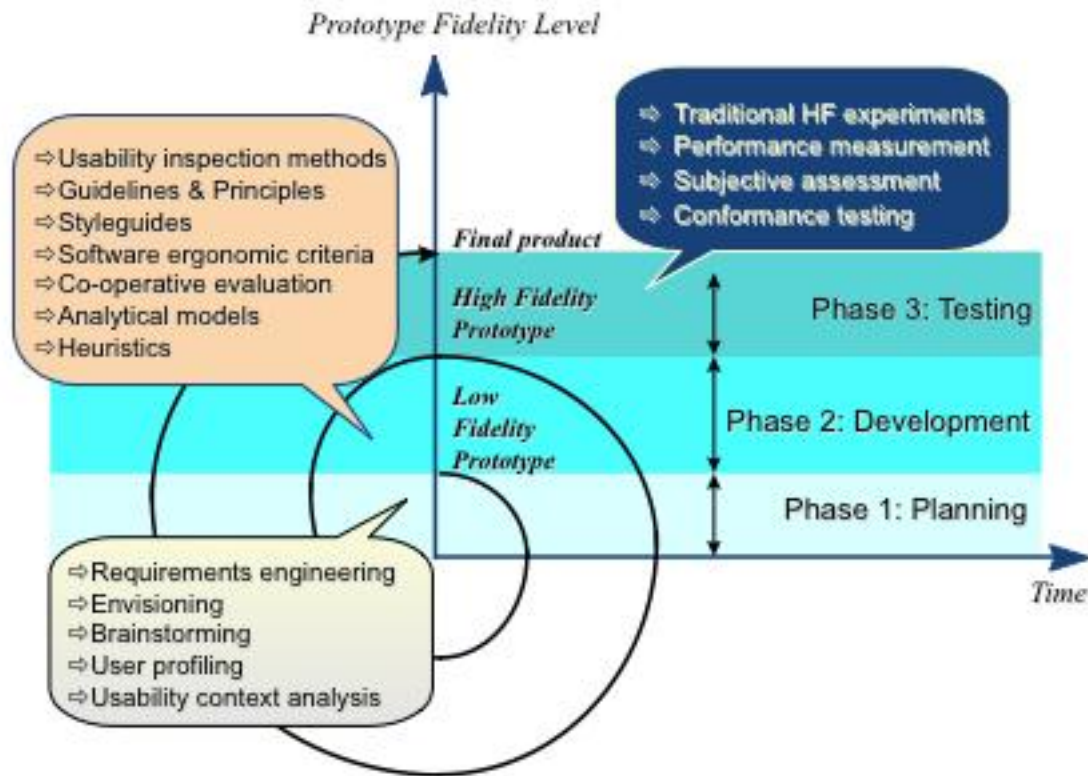 Prototype Fidelity Level
⇨ Traditional HF experiments
⇨ Performance measurement
⇨ Subjective assessment
⇨ Conformance testing
⇨Usability inspection methods
⇨Guidelines & Principles
⇨Styleguides
⇨Software ergonomic criteria
⇨Co-operative evaluation
⇨Analytical models
⇨Heuristics
Final product
High Fidelity
Prototype
Phase 3: Testing
Low
Fidelity
Prototype
Phase 2: Development
Phase 1: Planning
⇨Requirements engineering
⇨Envisioning
⇨Brainstorming
⇨User profiling
⇨Usability context analysis
Time